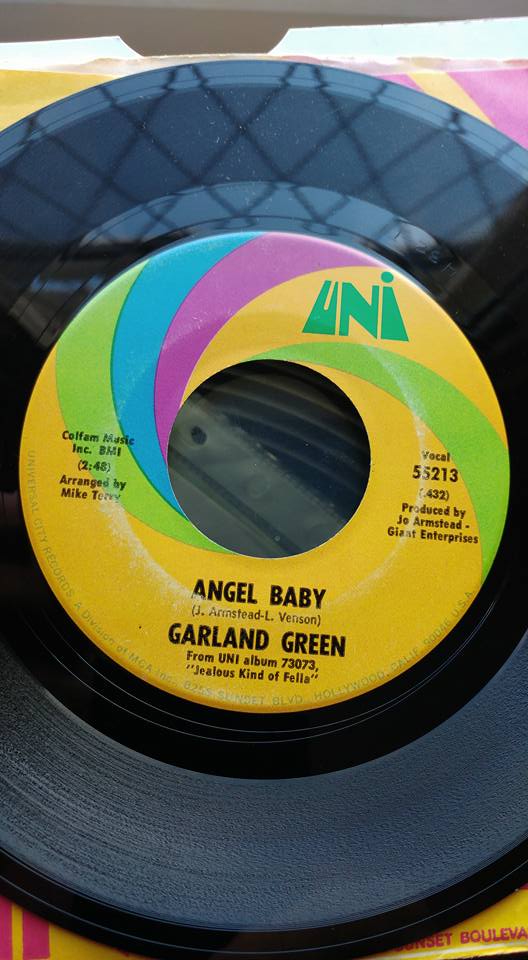 UNI
Colfam Music
Inc. BMI
(2:48)
Arranged by
Mike Terry
Vocal
55213
(.432)
Produced by
Jo Armstead -
Giant Enterprises
ANGEL BABY
(J. Armstead-L. Venson)
GARLAND GREEN
From UNI album 73073,
"Jealous Kind of Fella"
UNIVERSAL CITY RECORDS A Division of MCA Inc. 8255 SUNSET BLVD. HOLLYWOOD, CALIF. 90046 U.S.A.
SUNSET